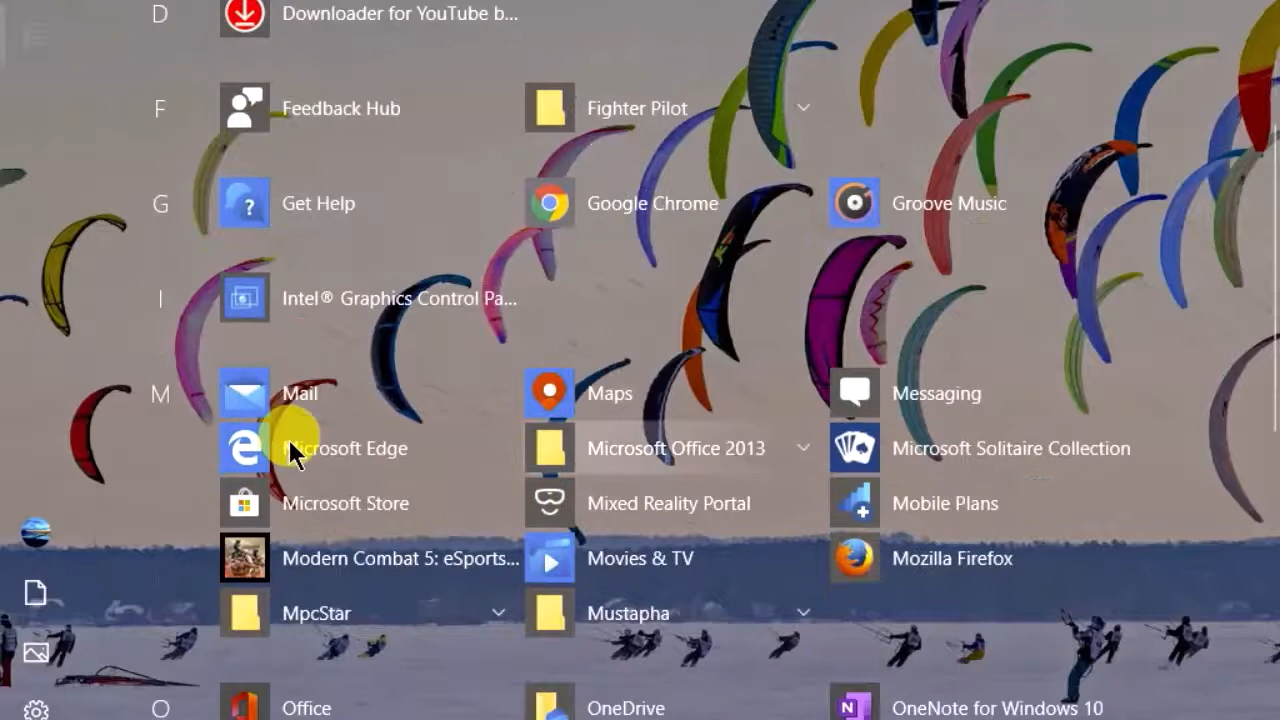 D
Downloader for YouTube b...
F
Feedback Hub
Fighter Pilot
G
Get Help
Google Chrome
Groove Music
I
Intel® Graphics Control Pa...
M
Mail
Maps
Messaging
Microsoft Edge
Microsoft Office 2013
Microsoft Solitaire Collection
Microsoft Store
Mixed Reality Portal
Mobile Plans
Modern Combat 5: eSports...
Movies & TV
Mozilla Firefox
MpcStar
Mustapha
O
Office
OneDrive
OneNote for Windows 10